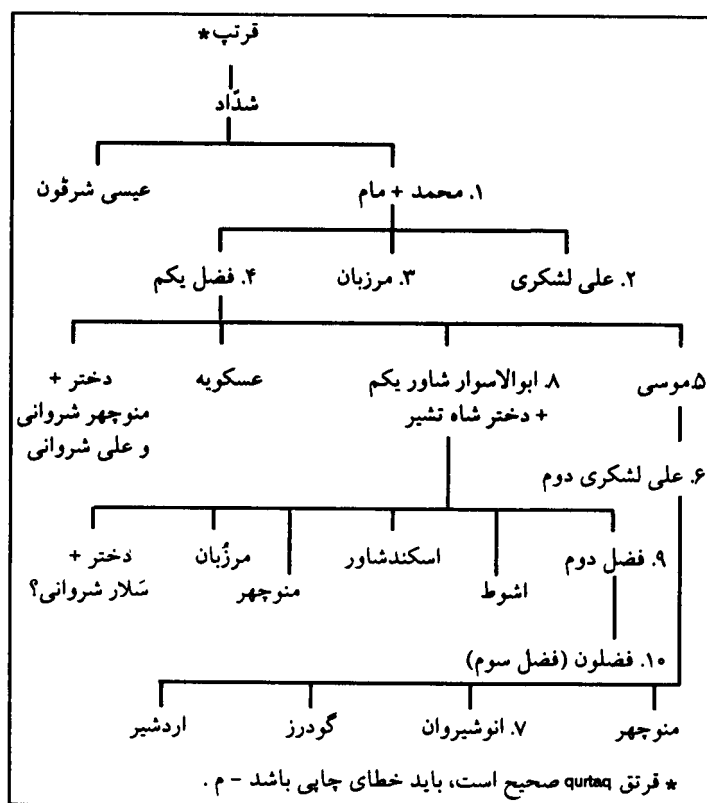 قرتپ*
شدّاد
۱. محمد + مام    عیسی شرڤون
۲. علی لشکری    ۳. مرزبان    ۴. فضل یکم
۵.موسی    ۸. ابوالاسوار شاور یکم    عسکویه    دختر +
+ دختر شاه تشیر    منوچهر شروانی
و علی شروانی
۶. علی لشکری دوم
۹. فضل دوم    اسکندشاور    مرزُبان    دختر +
اشوط    منوچهر    سَلار شروانی؟
۱۰. فضلون (فضل سوم)
منوچهر    ۷. انوشیروان    گودرز    اردشیر
* قرتق qurtaq صحیح است، باید خطای چاپی باشد - م .